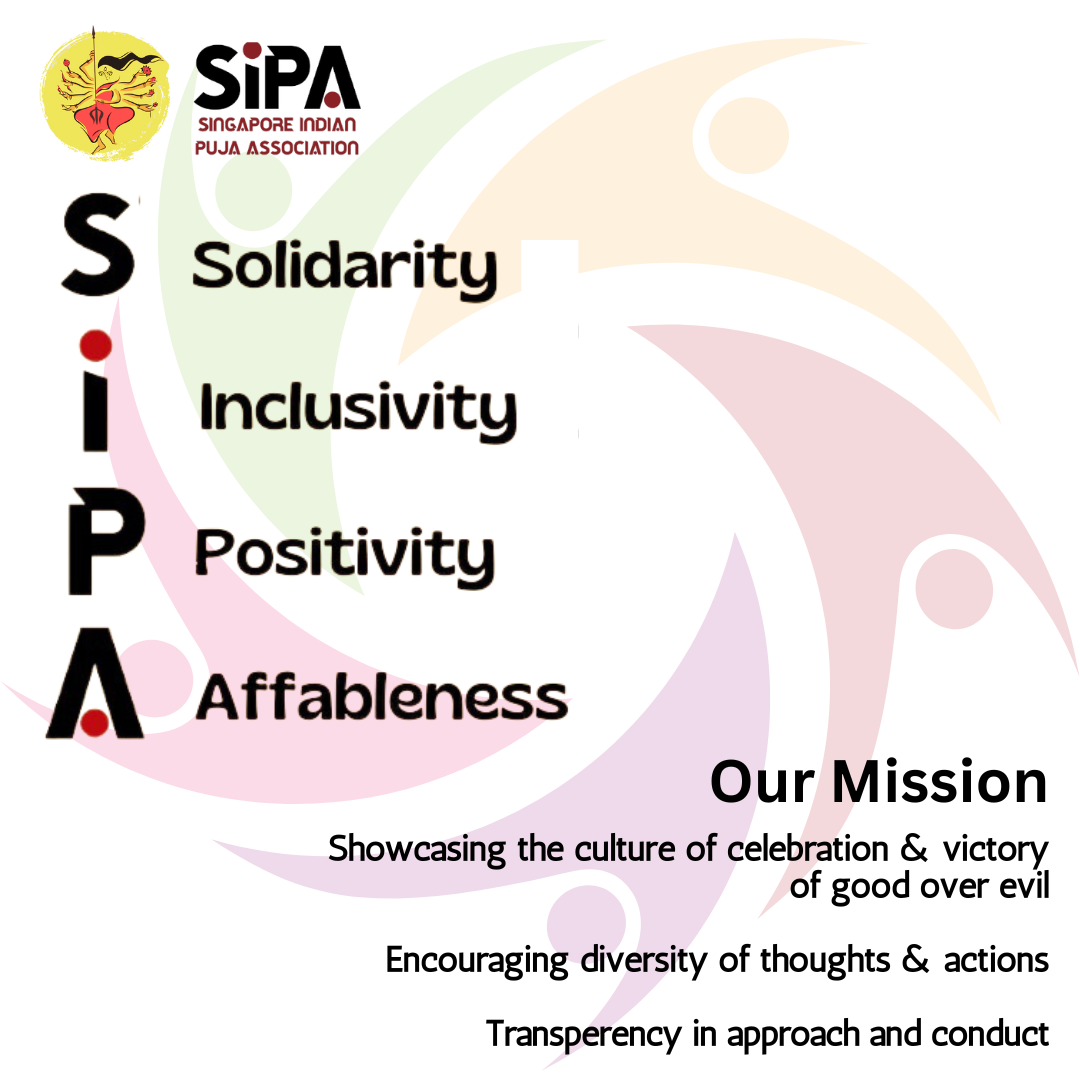 SiPA
SINGAPORE INDIAN
PUJA ASSOCIATION
S Solidarity
i Inclusivity
P Positivity
A Affableness
Our Mission
Showcasing the culture of celebration & victory
of good over evil
Encouraging diversity of thoughts & actions
Transperency in approach and conduct